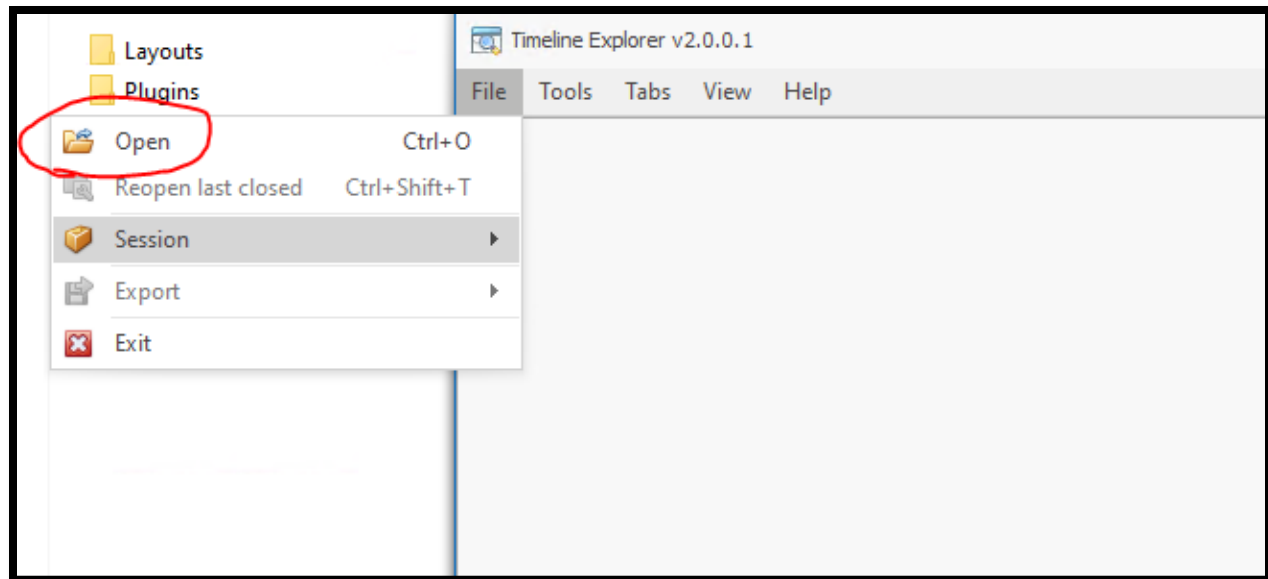 Layouts
Plugins
Timeline Explorer v2.0.0.1
File Tools Tabs View Help
Open Ctrl+O
Reopen last closed Ctrl+Shift+T
Session
Export
Exit